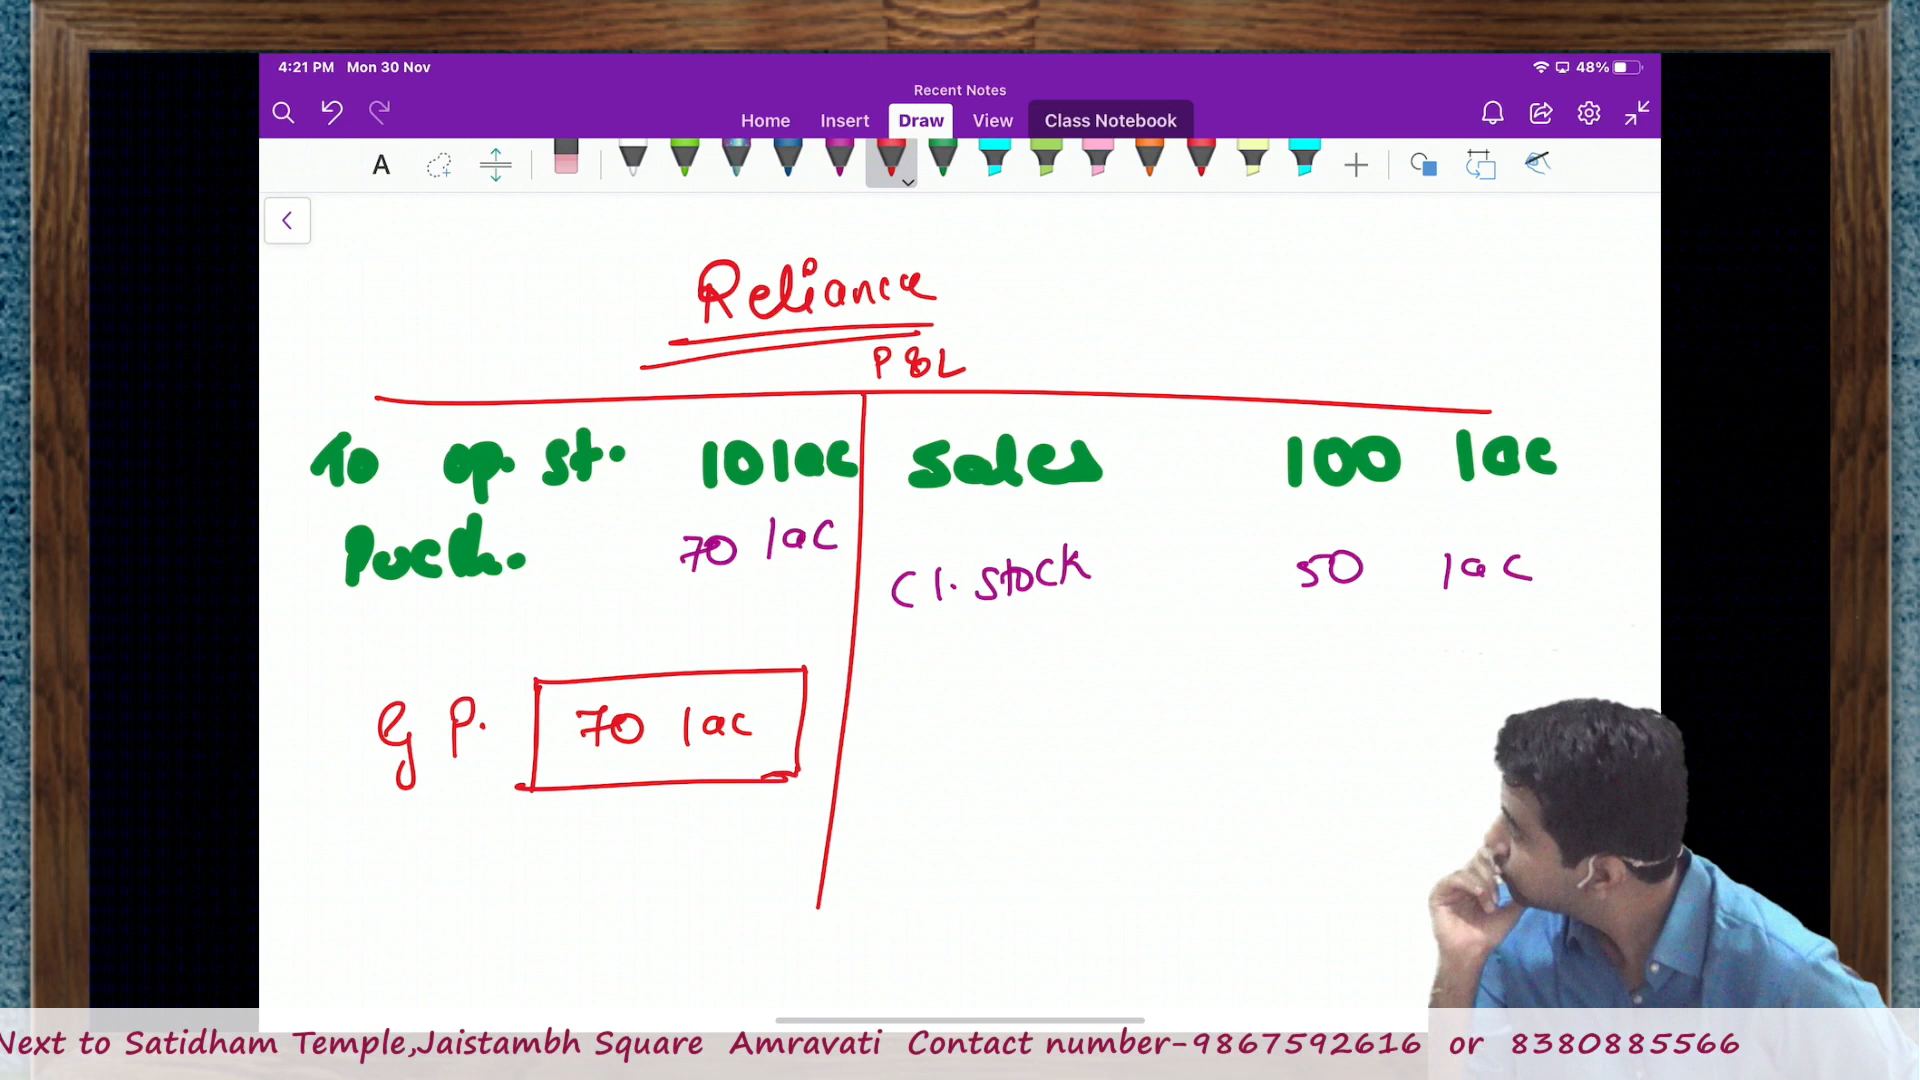 4:21 PM Mon 30 Nov
48%
Recent Notes
Home Insert Draw View Class Notebook
A
Reliance
P&L
To op. st. 10 lac Sales 100 lac
Purch. 70 lac Cl. Stock 50 lac
G P. 70 lac
Next to Satidham Temple,Jaistambh Square Amravati Contact number-9867592616 or 8380885566